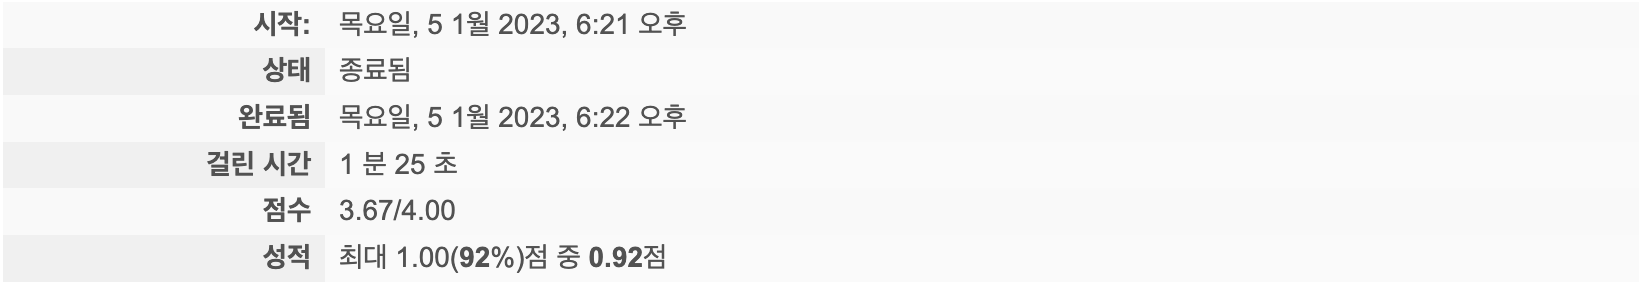 시작: 목요일, 5 1월 2023, 6:21 오후
상태 종료됨
완료됨 목요일, 5 1월 2023, 6:22 오후
걸린 시간 1 분 25 초
점수 3.67/4.00
성적 최대 1.00(92%)점 중 0.92점